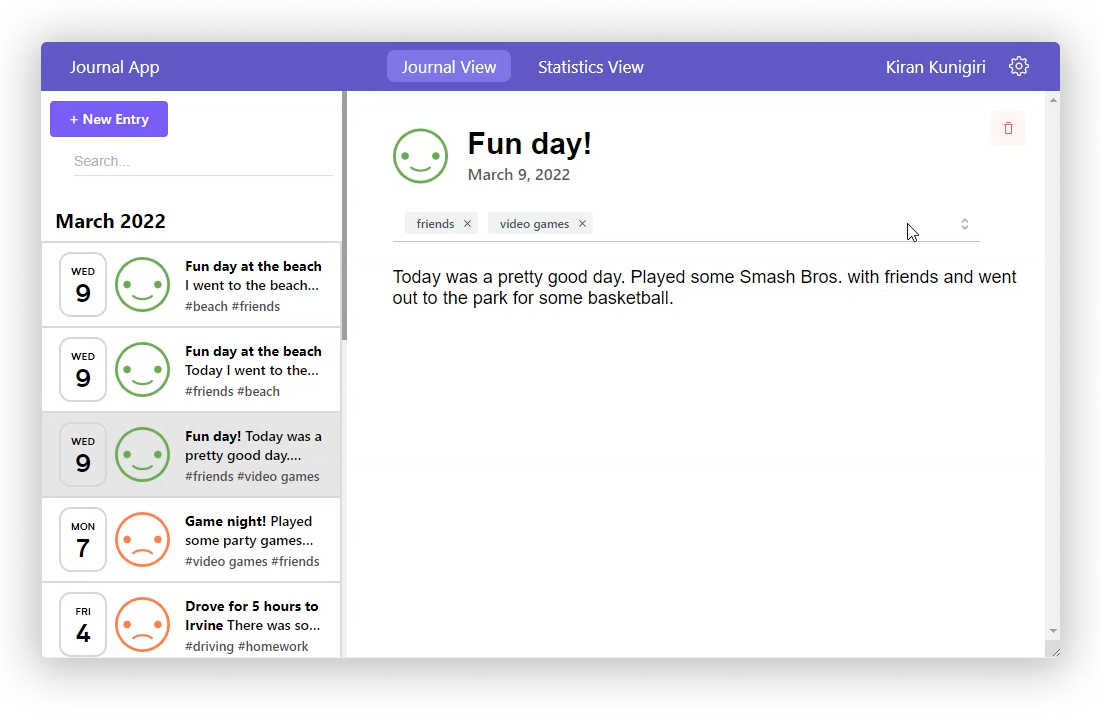 Journal App
Journal View
Statistics View
Kiran Kunigiri
+ New Entry
Search...
March 2022
WED
9
Fun day at the beach
I went to the beach...
#beach #friends
WED
9
Fun day at the beach
Today I went to the...
#friends #beach
WED
9
Fun day! Today was a
pretty good day....
#friends #video games
MON
7
Game night! Played
some party games...
#video games #friends
FRI
4
Drove for 5 hours to
Irvine There was so...
#driving #homework
Fun day!
March 9, 2022
friends ×
video games ×
Today was a pretty good day. Played some Smash Bros. with friends and went
out to the park for some basketball.